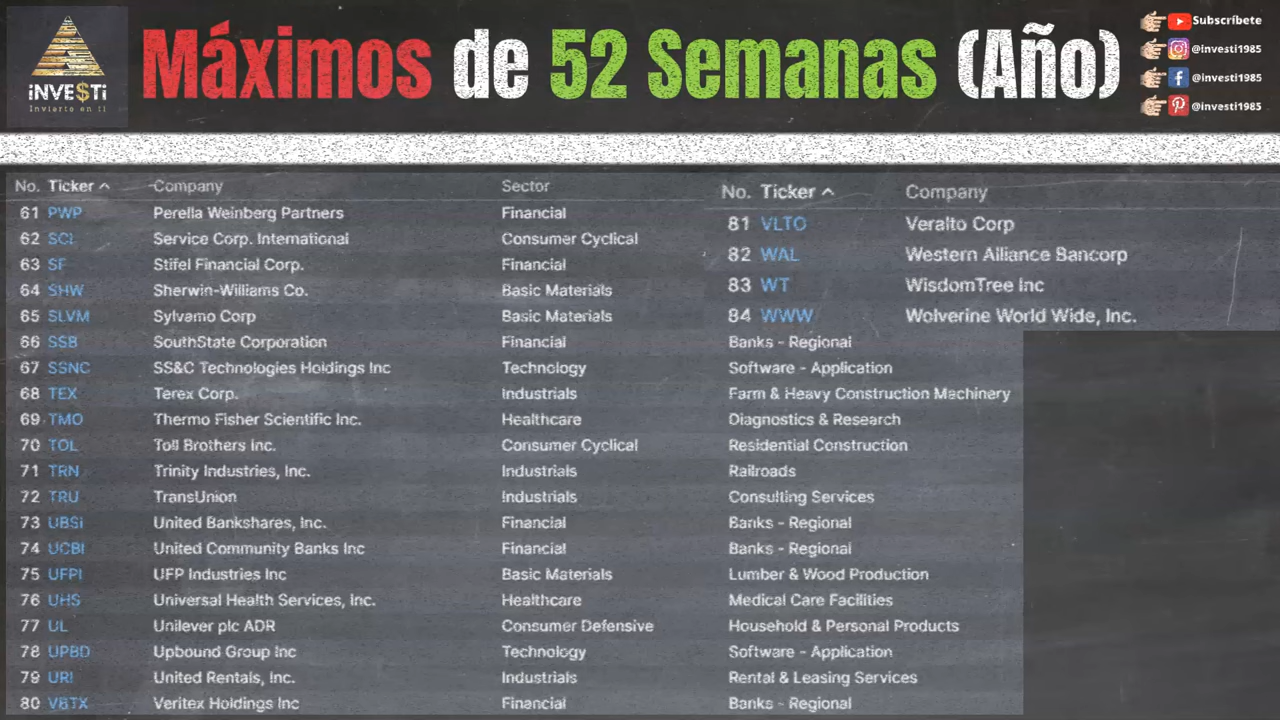 iNVE$Ti
Invierte en ti
Máximos de 52 Semanas (Año)
Subscríbete
@investi1985
@investi1985
@investi1985
No. Ticker Company Sector
61 PWP Perella Weinberg Partners Financial
62 SCI Service Corp. International Consumer Cyclical
63 SF Stifel Financial Corp. Financial
64 SHW Sherwin-Williams Co. Basic Materials
65 SLVM Sylvamo Corp Basic Materials
66 SSB SouthState Corporation Financial Banks - Regional
67 SSNC SS&C Technologies Holdings Inc Technology Software - Application
68 TEX Terex Corp. Industrials Farm & Heavy Construction Machinery
69 TMO Thermo Fisher Scientific Inc. Healthcare Diagnostics & Research
70 TOL Toll Brothers Inc. Consumer Cyclical Residential Construction
71 TRN Trinity Industries, Inc. Industrials Railroads
72 TRU TransUnion Industrials Consulting Services
73 UBSI United Bankshares, Inc. Financial Banks - Regional
74 UCBI United Community Banks Inc Financial Banks - Regional
75 UFPI UFP Industries Inc Basic Materials Lumber & Wood Production
76 UHS Universal Health Services, Inc. Healthcare Medical Care Facilities
77 UL Unilever plc ADR Consumer Defensive Household & Personal Products
78 UPBD Upbound Group Inc Technology Software - Application
79 URI United Rentals, Inc. Industrials Rental & Leasing Services
80 VBTX Veritex Holdings Inc Financial Banks - Regional
No. Ticker Company
81 VLTO Veralto Corp
82 WAL Western Alliance Bancorp
83 WT WisdomTree Inc
84 WWW Wolverine World Wide, Inc.